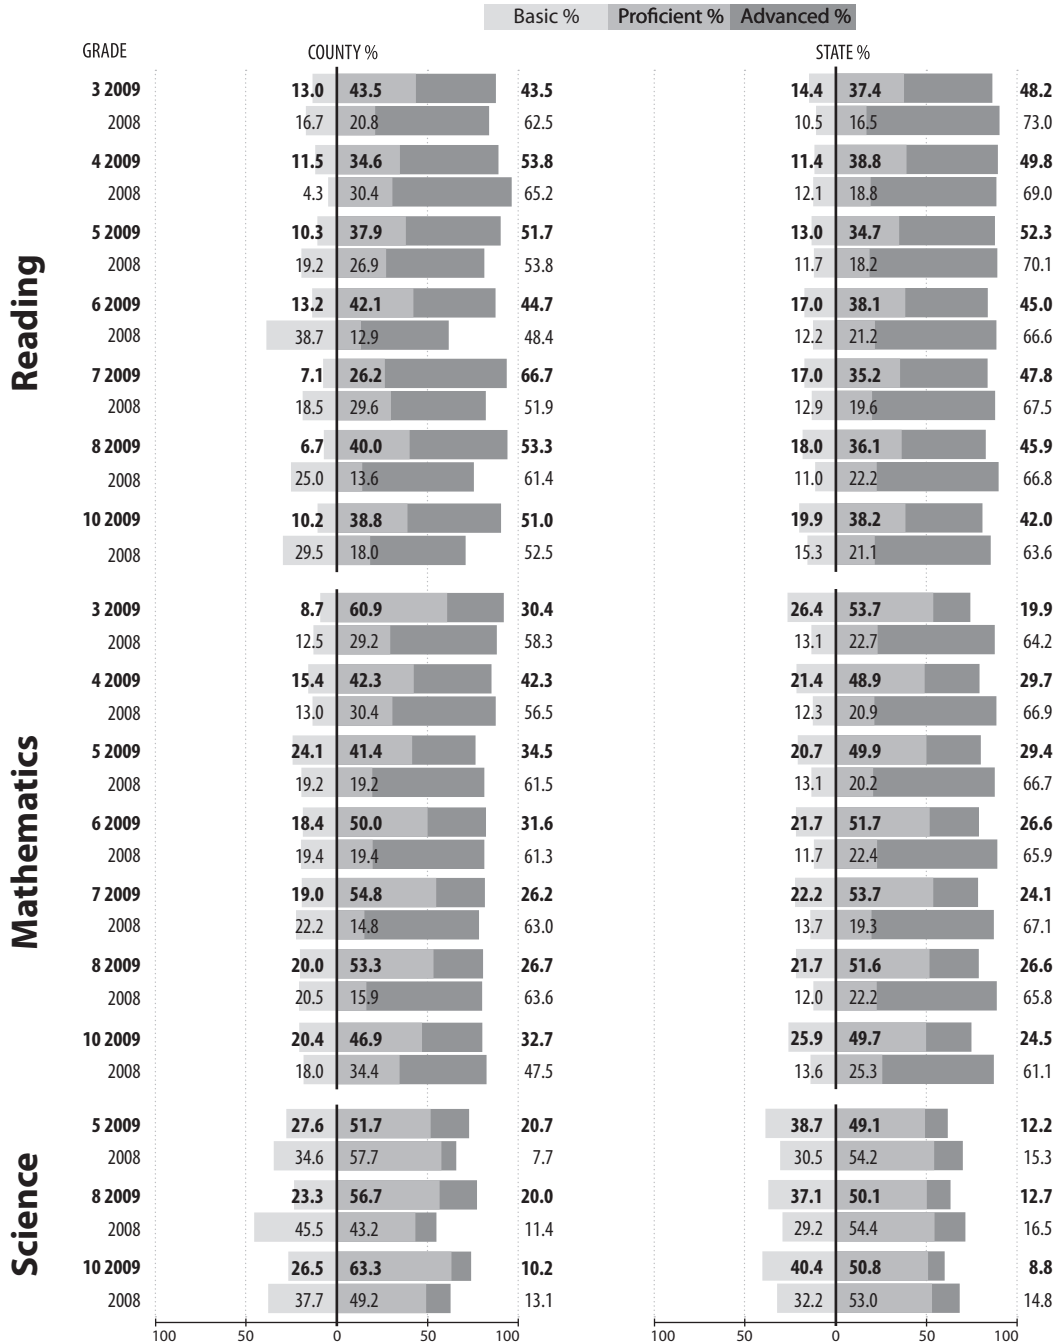 Basic % Proficient % Advanced %
GRADE COUNTY % STATE %
Reading
3 2009 13.0 43.5 43.5 14.4 37.4 48.2
2008 16.7 20.8 62.5 10.5 16.5 73.0
4 2009 11.5 34.6 53.8 11.4 38.8 49.8
2008 4.3 30.4 65.2 12.1 18.8 69.0
5 2009 10.3 37.9 51.7 13.0 34.7 52.3
2008 19.2 26.9 53.8 11.7 18.2 70.1
6 2009 13.2 42.1 44.7 17.0 38.1 45.0
2008 38.7 12.9 48.4 12.2 21.2 66.6
7 2009 7.1 26.2 66.7 17.0 35.2 47.8
2008 18.5 29.6 51.9 12.9 19.6 67.5
8 2009 6.7 40.0 53.3 18.0 36.1 45.9
2008 25.0 13.6 61.4 11.0 22.2 66.8
10 2009 10.2 38.8 51.0 19.9 38.2 42.0
2008 29.5 18.0 52.5 15.3 21.1 63.6
Mathematics
3 2009 8.7 60.9 30.4 26.4 53.7 19.9
2008 12.5 29.2 58.3 13.1 22.7 64.2
4 2009 15.4 42.3 42.3 21.4 48.9 29.7
2008 13.0 30.4 56.5 12.3 20.9 66.9
5 2009 24.1 41.4 34.5 20.7 49.9 29.4
2008 19.2 19.2 61.5 13.1 20.2 66.7
6 2009 18.4 50.0 31.6 21.7 51.7 26.6
2008 19.4 19.4 61.3 11.7 22.4 65.9
7 2009 19.0 54.8 26.2 22.2 53.7 24.1
2008 22.2 14.8 63.0 13.7 19.3 67.1
8 2009 20.0 53.3 26.7 21.7 51.6 26.6
2008 20.5 15.9 63.6 12.0 22.2 65.8
10 2009 20.4 46.9 32.7 25.9 49.7 24.5
2008 18.0 34.4 47.5 13.6 25.3 61.1
Science
5 2009 27.6 51.7 20.7 38.7 49.1 12.2
2008 34.6 57.7 7.7 30.5 54.2 15.3
8 2009 23.3 56.7 20.0 37.1 50.1 12.7
2008 45.5 43.2 11.4 29.2 54.4 16.5
10 2009 26.5 63.3 10.2 40.4 50.8 8.8
2008 37.7 49.2 13.1 32.2 53.0 14.8
100 50 0 50 100 100 50 0 50 100